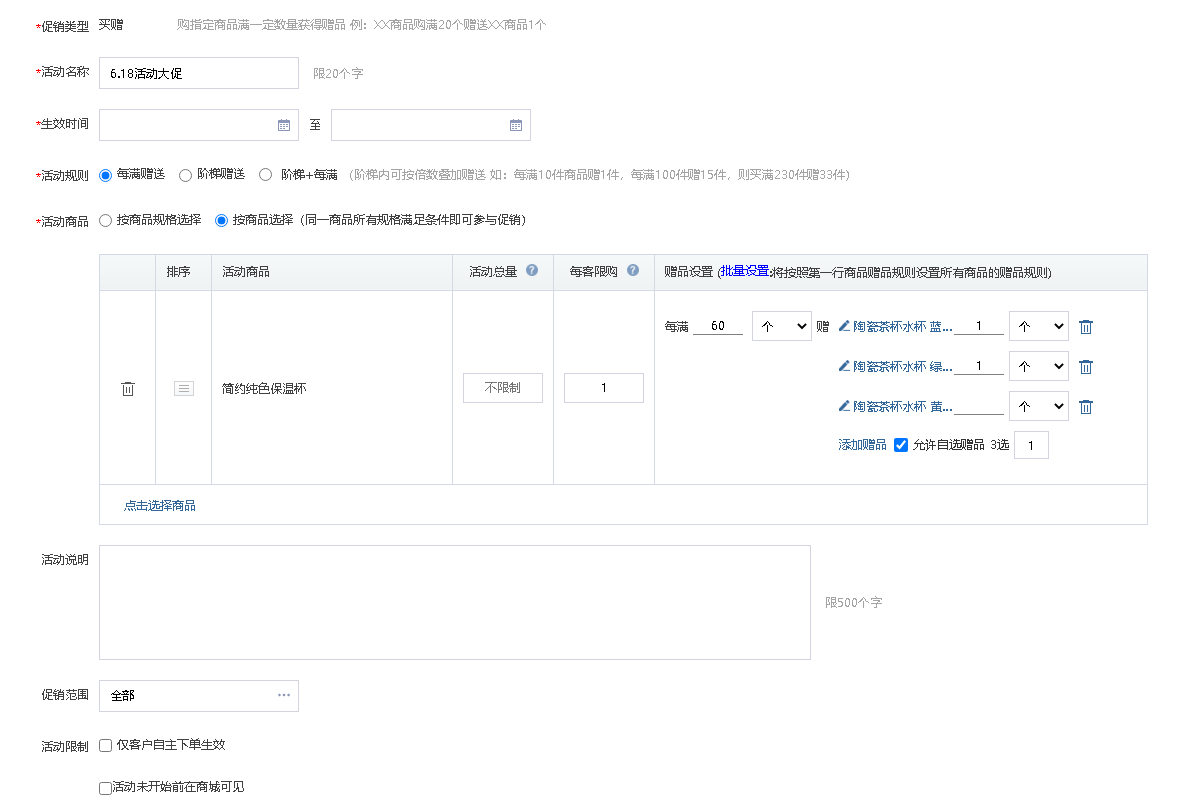 *促销类型 买赠 购指定商品满一定数量获得赠品 例：XX商品购满20个赠送XX商品1个
*活动名称 6.18活动大促 限20个字
*生效时间 至
*活动规则 每满赠送 阶梯赠送 阶梯+每满 （阶梯内可按倍数叠加赠送 如：每满10件商品赠1件，每满100件赠15件，则买满230件赠33件）
*活动商品 按商品规格选择 按商品选择（同一商品所有规格满足条件即可参与促销）
排序 活动商品 活动总量 ? 每客限购 ? 赠品设置 (批量设置:将按照第一行商品赠品规则设置所有商品的赠品规则)
每满 60 个 赠 陶瓷茶杯水杯 蓝... 1 个
陶瓷茶杯水杯 绿... 1 个
简约纯色保温杯 不限制 1
陶瓷茶杯水杯 黄... 个
添加赠品 允许自选赠品 3选 1
点击选择商品
活动说明
限500个字
促销范围 全部 ...
活动限制 仅客户自主下单生效
活动未开始前在商城可见